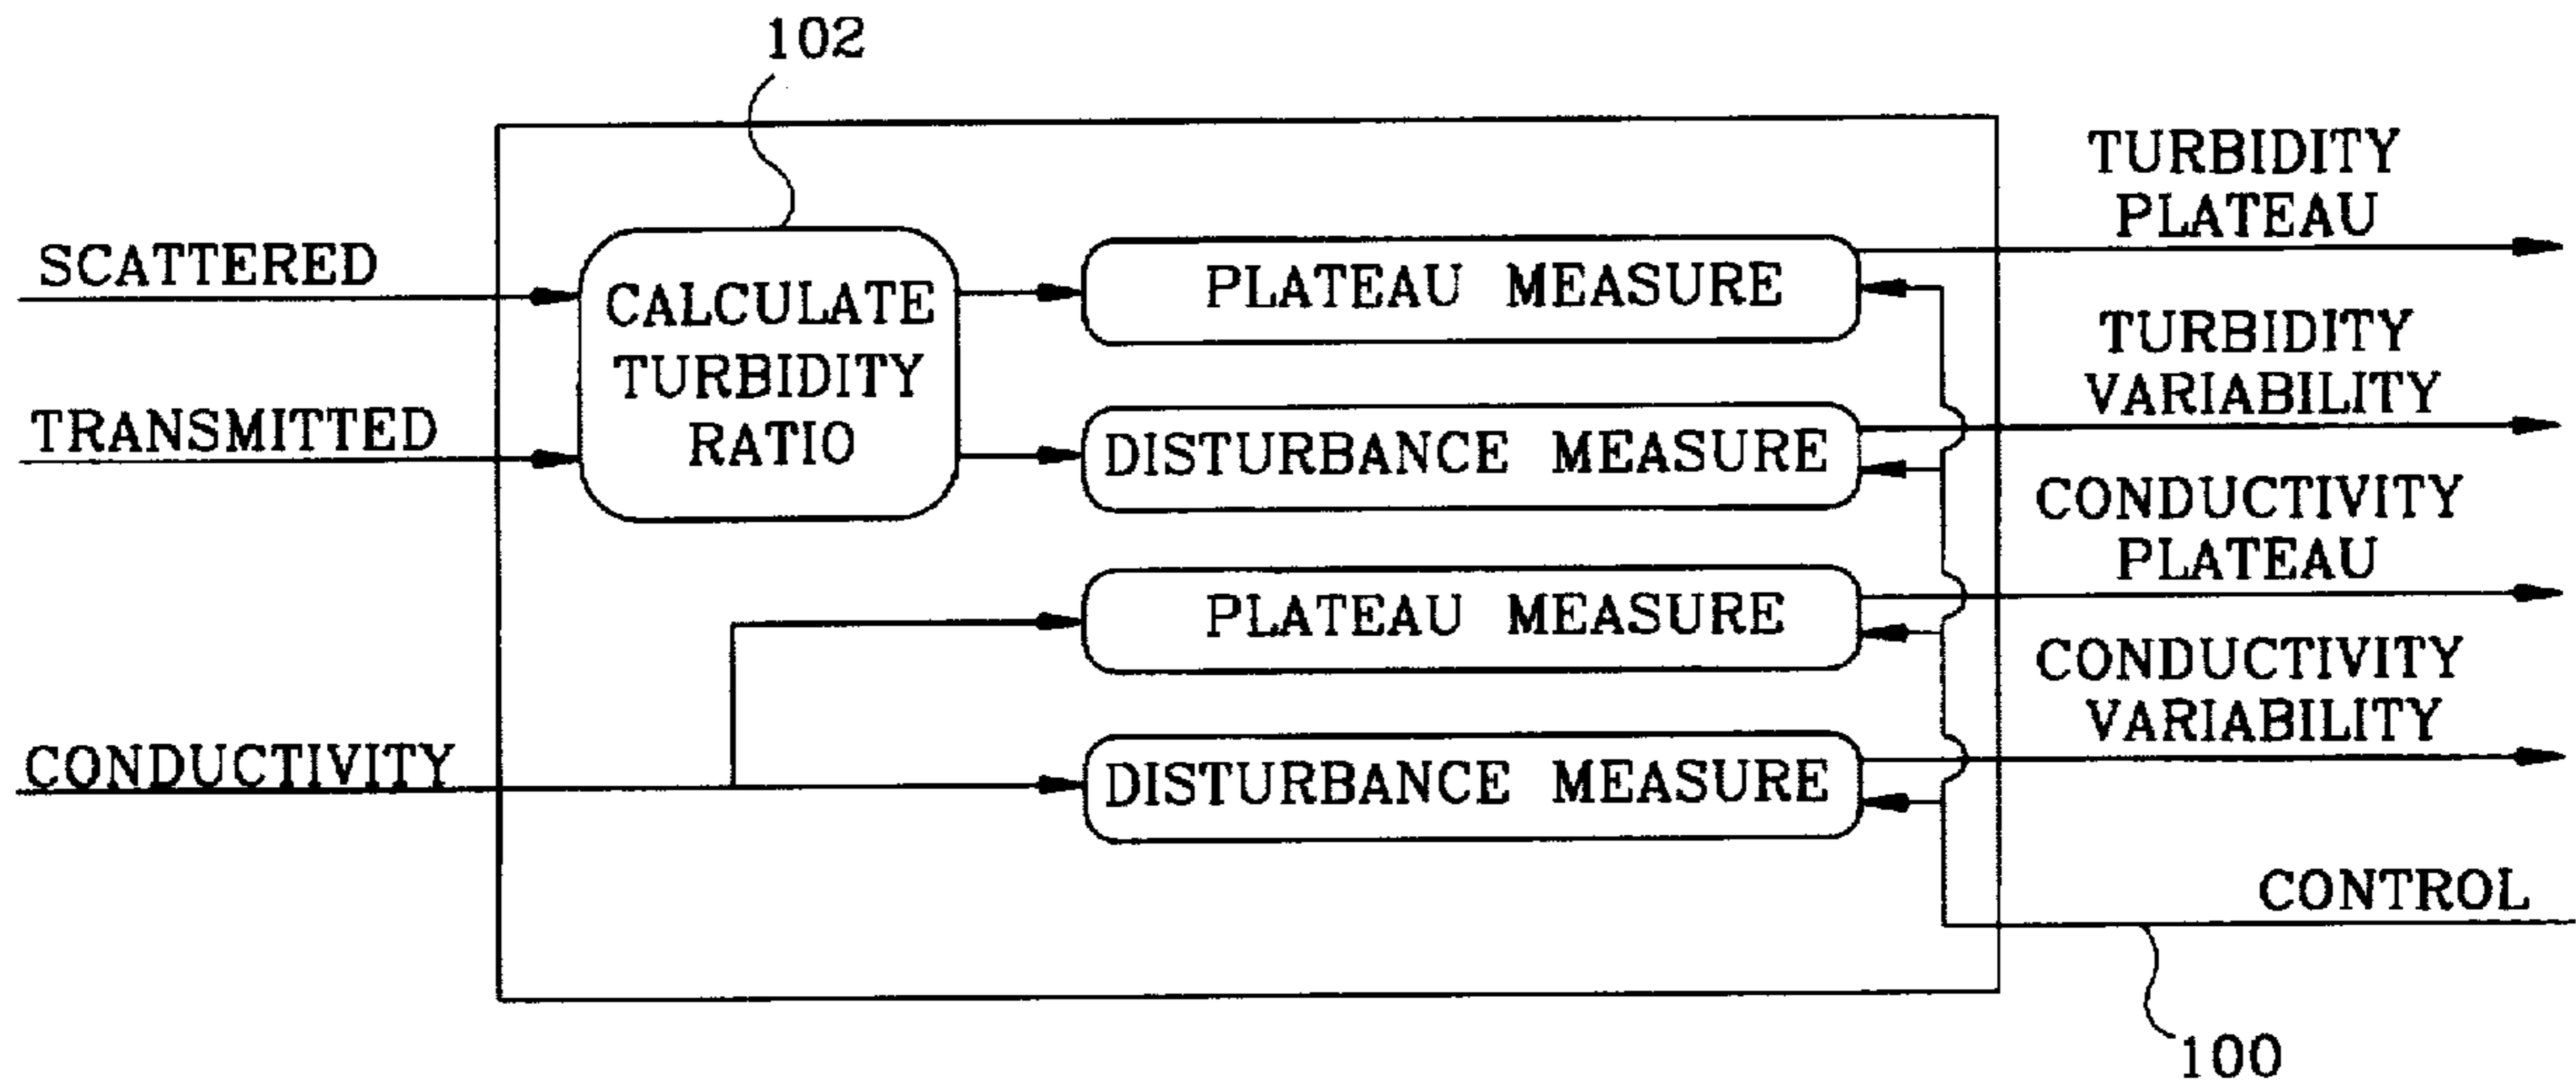 102
SCATTERED
TRANSMITTED
CONDUCTIVITY
CALCULATE
TURBIDITY
RATIO
PLATEAU MEASURE
DISTURBANCE MEASURE
PLATEAU MEASURE
DISTURBANCE MEASURE
TURBIDITY
PLATEAU
TURBIDITY
VARIABILITY
CONDUCTIVITY
PLATEAU
CONDUCTIVITY
VARIABILITY
CONTROL
100